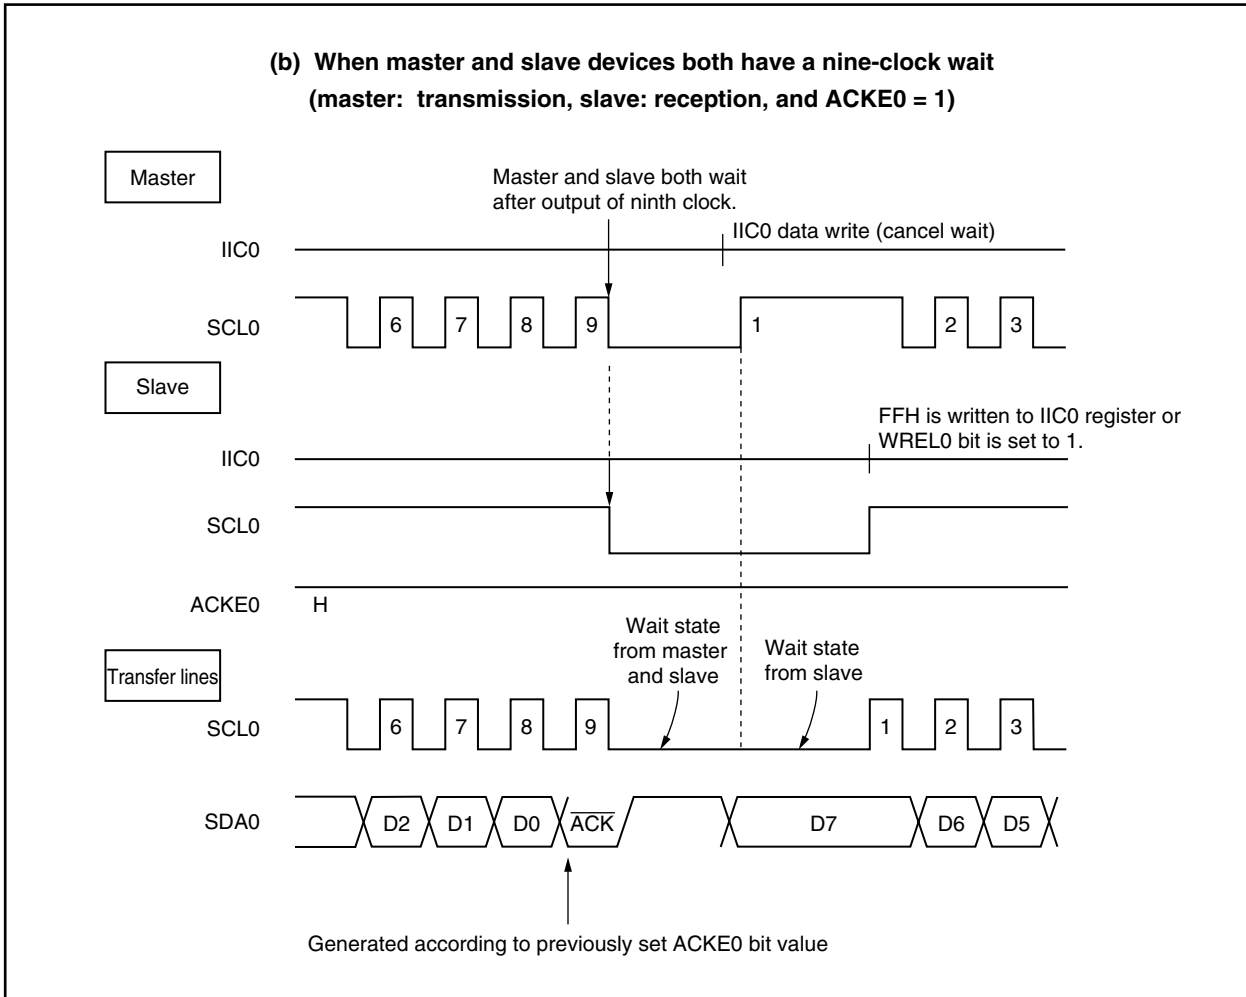 (b) When master and slave devices both have a nine-clock wait
(master: transmission, slave: reception, and ACKE0 = 1)
Master
Master and slave both wait
after output of ninth clock.
IIC0 data write (cancel wait)
IIC0
SCL0
6 7 8 9 1 2 3
Slave
FFH is written to IIC0 register or
WREL0 bit is set to 1.
IIC0
SCL0
ACKE0
H
Wait state
from master
and slave
Wait state
from slave
Transfer lines
SCL0
6 7 8 9 1 2 3
SDA0
D2 D1 D0 A̅C̅K̅ D7 D6 D5
Generated according to previously set ACKE0 bit value